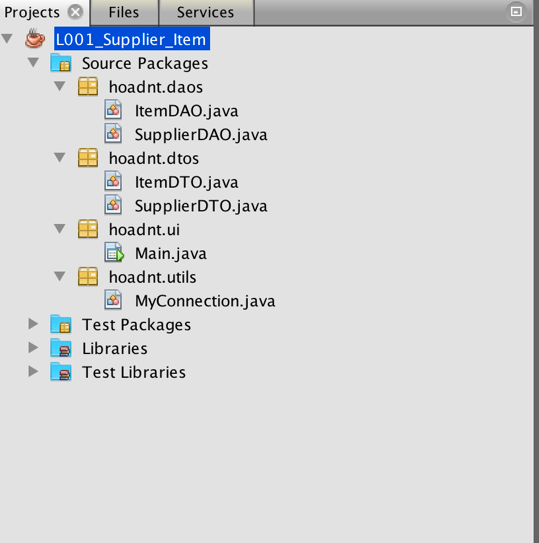 Projects Files Services
L001_Supplier_Item
Source Packages
hoadnt.daos
ItemDAO.java
SupplierDAO.java
hoadnt.dtos
ItemDTO.java
SupplierDTO.java
hoadnt.ui
Main.java
hoadnt.utils
MyConnection.java
Test Packages
Libraries
Test Libraries